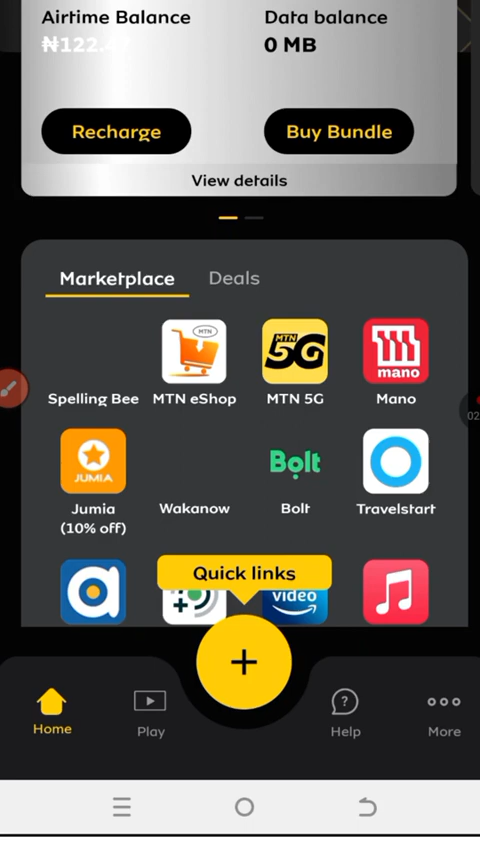 Airtime Balance Data balance
0 MB
Recharge Buy Bundle
View details
Marketplace Deals
MTN
MTN
5G
mano
Spelling Bee MTN eShop MTN 5G Mano
02
JUMIA
Bolt
Jumia Wakanow Bolt Travelstart
(10% off)
Quick links
video
Home Play Help More